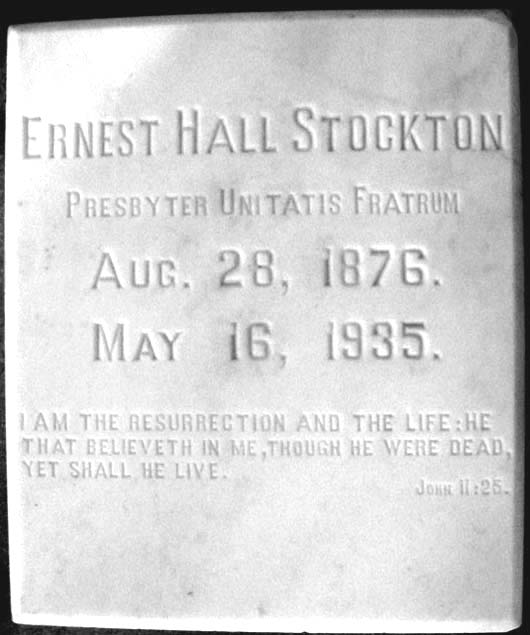 Ernest Hall Stockton
Presbyter Unitatis Fratrum
Aug. 28, 1876.
May 16, 1935.
I AM THE RESURRECTION AND THE LIFE: HE
THAT BELIEVETH IN ME, THOUGH HE WERE DEAD,
YET SHALL HE LIVE.
John 11:25.